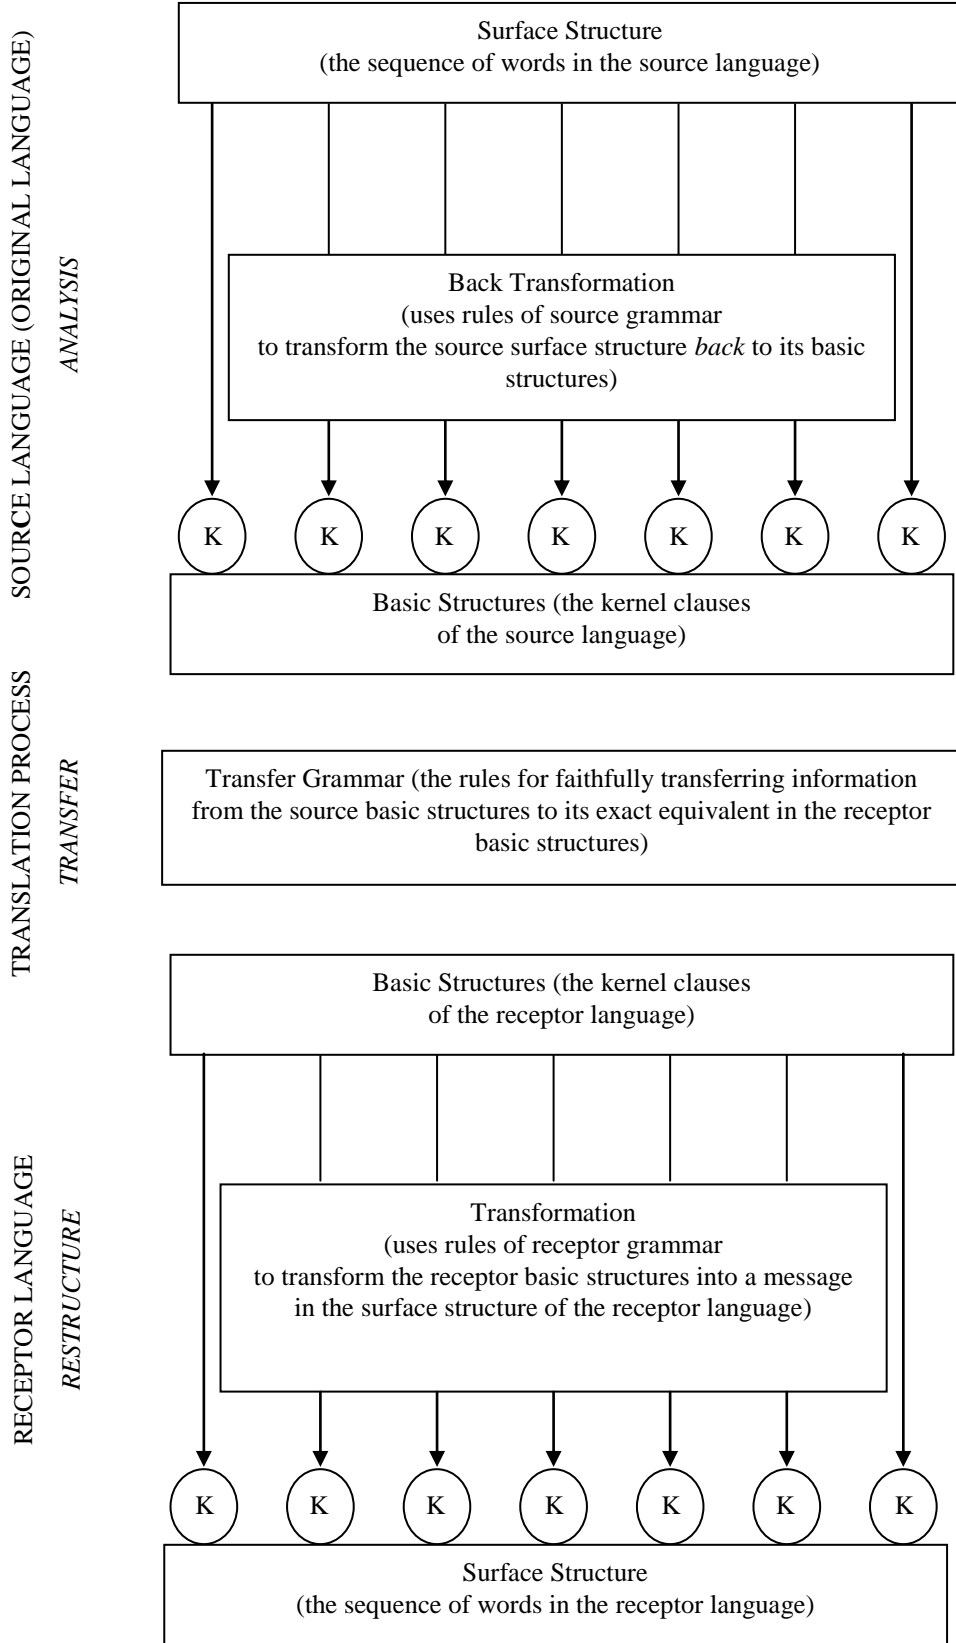 SOURCE LANGUAGE (ORIGINAL LANGUAGE)
ANALYSIS
Surface Structure
(the sequence of words in the source language)
Back Transformation
(uses rules of source grammar
to transform the source surface structure back to its basic
structures)
K K K K K K K
Basic Structures (the kernel clauses
of the source language)
TRANSLATION PROCESS
TRANSFER
Transfer Grammar (the rules for faithfully transferring information
from the source basic structures to its exact equivalent in the receptor
basic structures)
Basic Structures (the kernel clauses
of the receptor language)
RECEPTOR LANGUAGE
RESTRUCTURE
Transformation
(uses rules of receptor grammar
to transform the receptor basic structures into a message
in the surface structure of the receptor language)
K K K K K K K
Surface Structure
(the sequence of words in the receptor language)